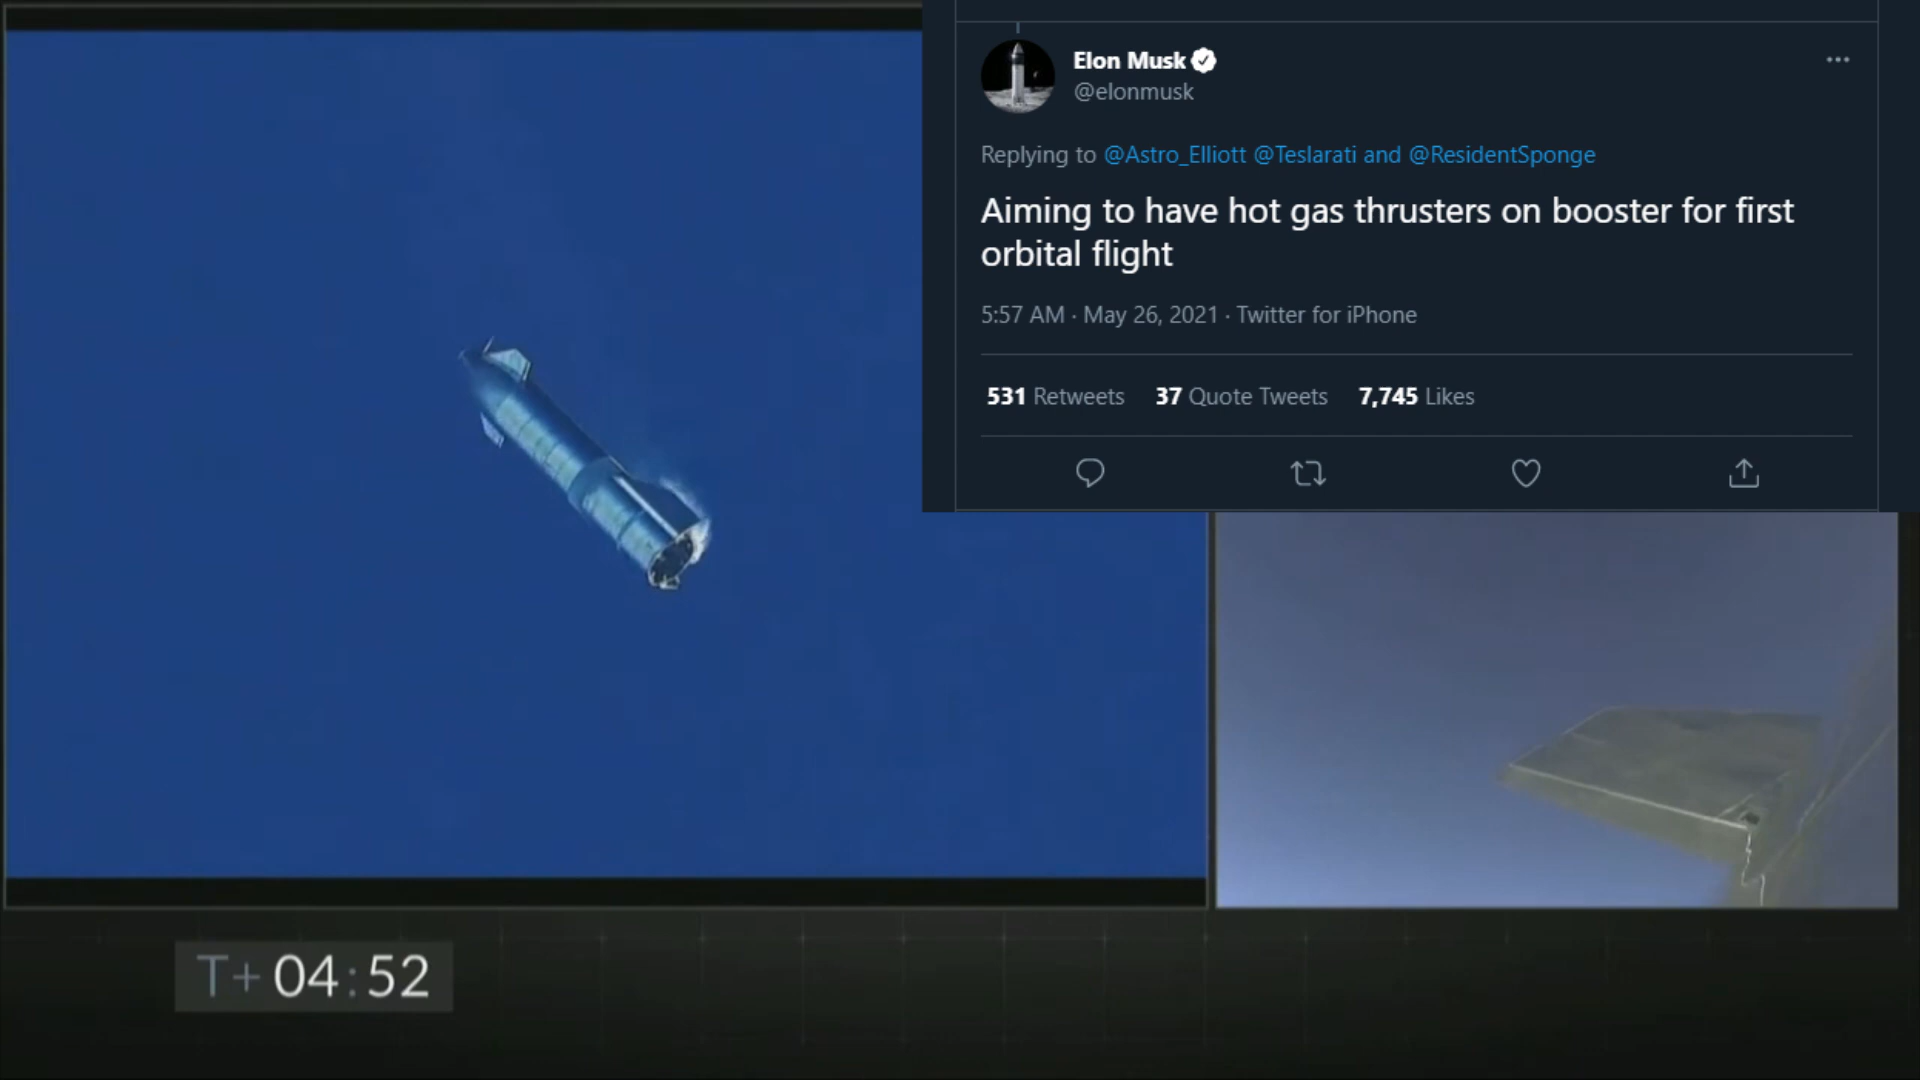 Elon Musk
@elonmusk
Replying to @Astro_Elliott @Teslarati and @ResidentSponge
Aiming to have hot gas thrusters on booster for first
orbital flight
5:57 AM · May 26, 2021 · Twitter for iPhone
531 Retweets 37 Quote Tweets 7,745 Likes
T+ 04:52